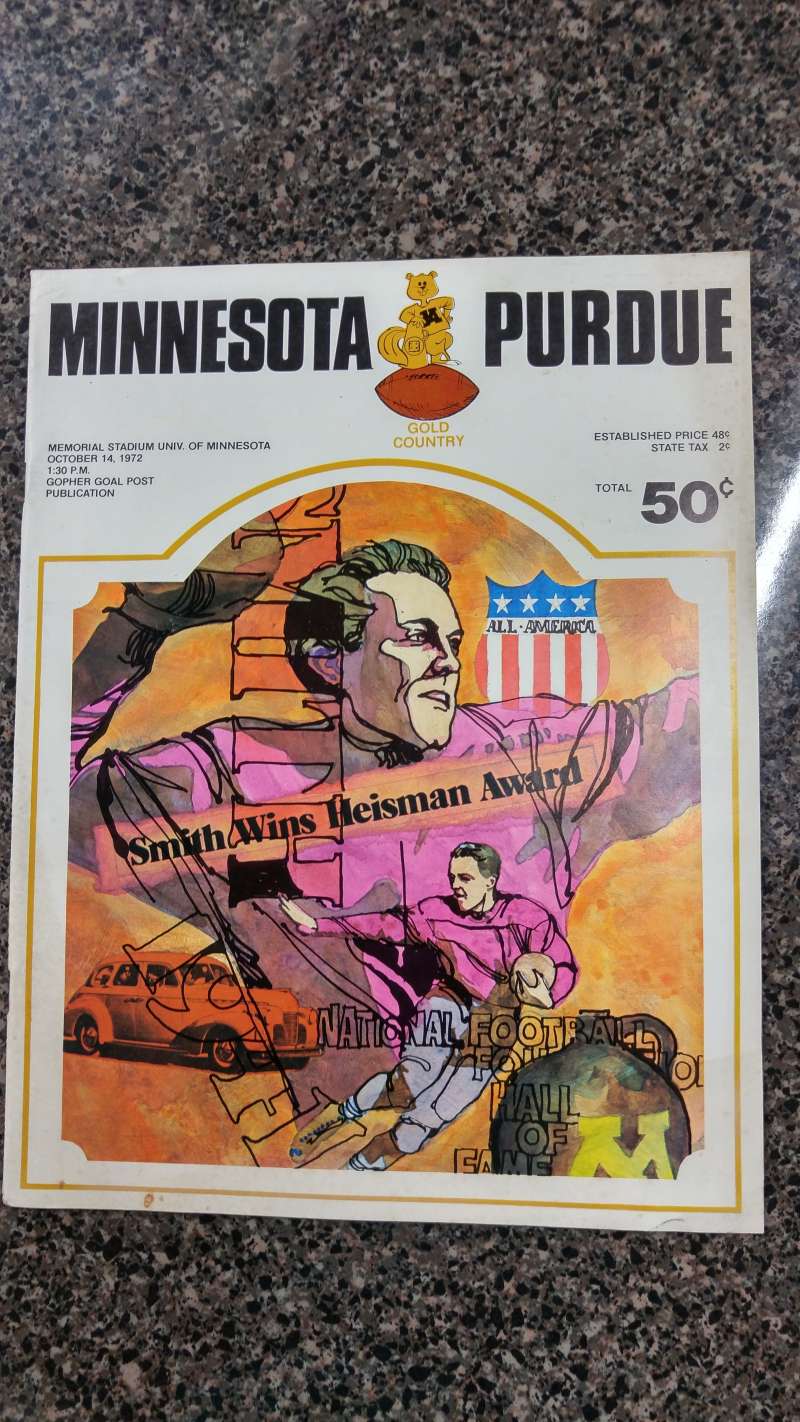 MINNESOTA PURDUE
GOLD
COUNTRY
MEMORIAL STADIUM UNIV. OF MINNESOTA
OCTOBER 14, 1972
1:30 P.M.
GOPHER GOAL POST
PUBLICATION
ESTABLISHED PRICE 48¢
STATE TAX 2¢
TOTAL 50¢
ALL·AMERICA
Smith Wins Heisman Award
NATIONAL FOOTBALL
HALL
OF
FAME
M